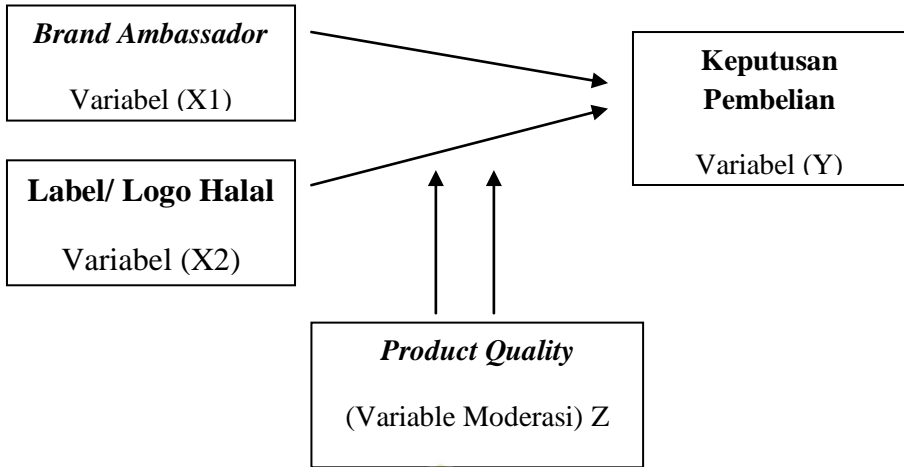 Brand Ambassador
Variabel (X1)
Keputusan
Pembelian
Variabel (Y)
Label/ Logo Halal
Variabel (X2)
Product Quality
(Variable Moderasi) Z